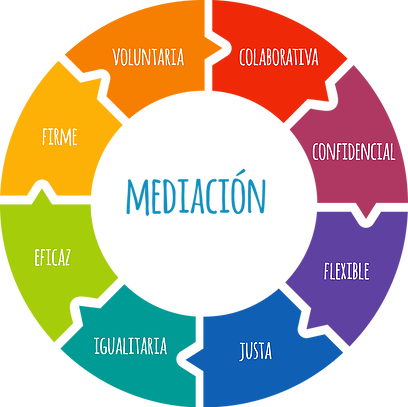 VOLUNTARIA
COLABORATIVA
FIRME
CONFIDENCIAL
MEDIACIÓN
EFICAZ
FLEXIBLE
IGUALITARIA
JUSTA